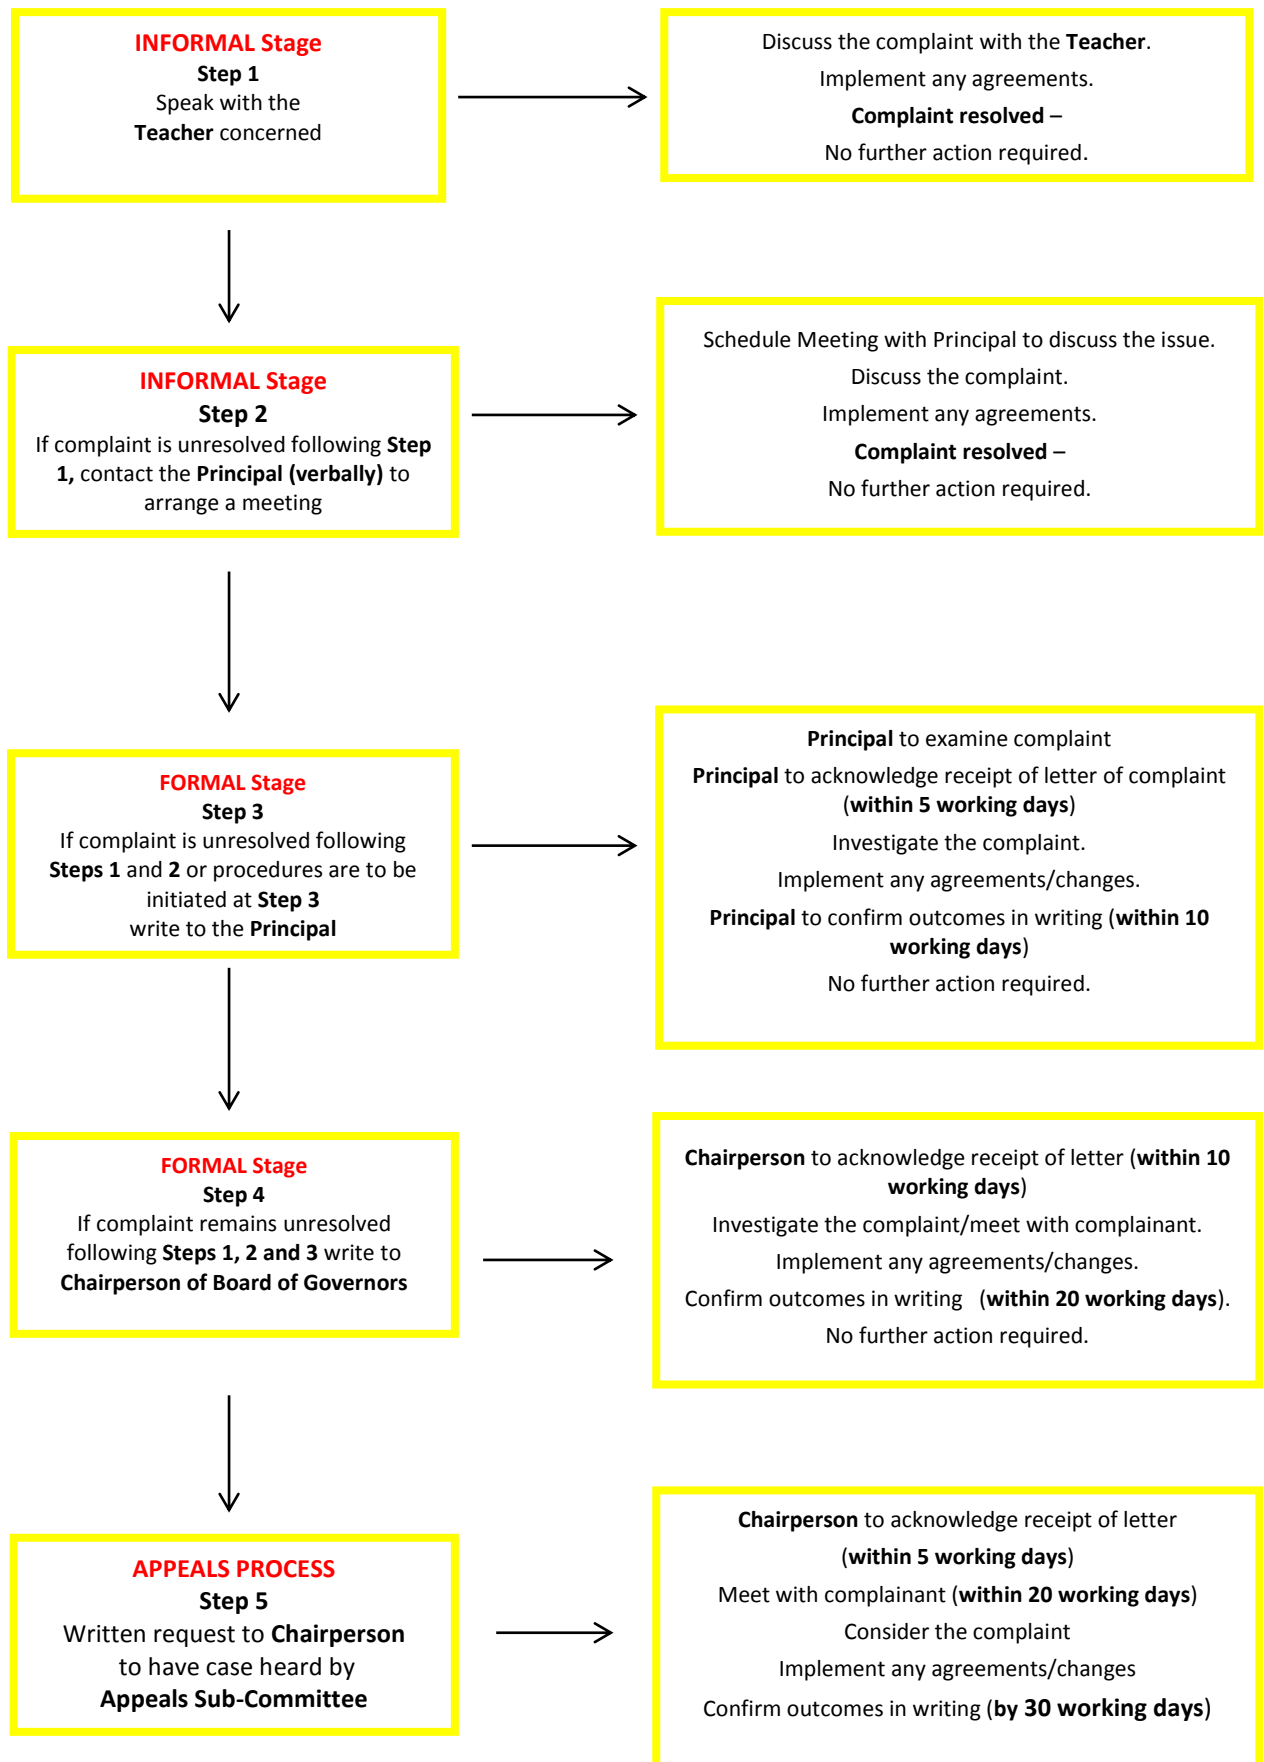 INFORMAL Stage
Step 1
Speak with the
Teacher concerned
Discuss the complaint with the Teacher.
Implement any agreements.
Complaint resolved –
No further action required.
INFORMAL Stage
Step 2
If complaint is unresolved following Step
1, contact the Principal (verbally) to
arrange a meeting
Schedule Meeting with Principal to discuss the issue.
Discuss the complaint.
Implement any agreements.
Complaint resolved –
No further action required.
FORMAL Stage
Step 3
If complaint is unresolved following
Steps 1 and 2 or procedures are to be
initiated at Step 3
write to the Principal
Principal to examine complaint
Principal to acknowledge receipt of letter of complaint
(within 5 working days)
Investigate the complaint.
Implement any agreements/changes.
Principal to confirm outcomes in writing (within 10
working days)
No further action required.
FORMAL Stage
Step 4
If complaint remains unresolved
following Steps 1, 2 and 3 write to
Chairperson of Board of Governors
Chairperson to acknowledge receipt of letter (within 10
working days)
Investigate the complaint/meet with complainant.
Implement any agreements/changes.
Confirm outcomes in writing (within 20 working days).
No further action required.
APPEALS PROCESS
Step 5
Written request to Chairperson
to have case heard by
Appeals Sub-Committee
Chairperson to acknowledge receipt of letter
(within 5 working days)
Meet with complainant (within 20 working days)
Consider the complaint
Implement any agreements/changes
Confirm outcomes in writing (by 30 working days)